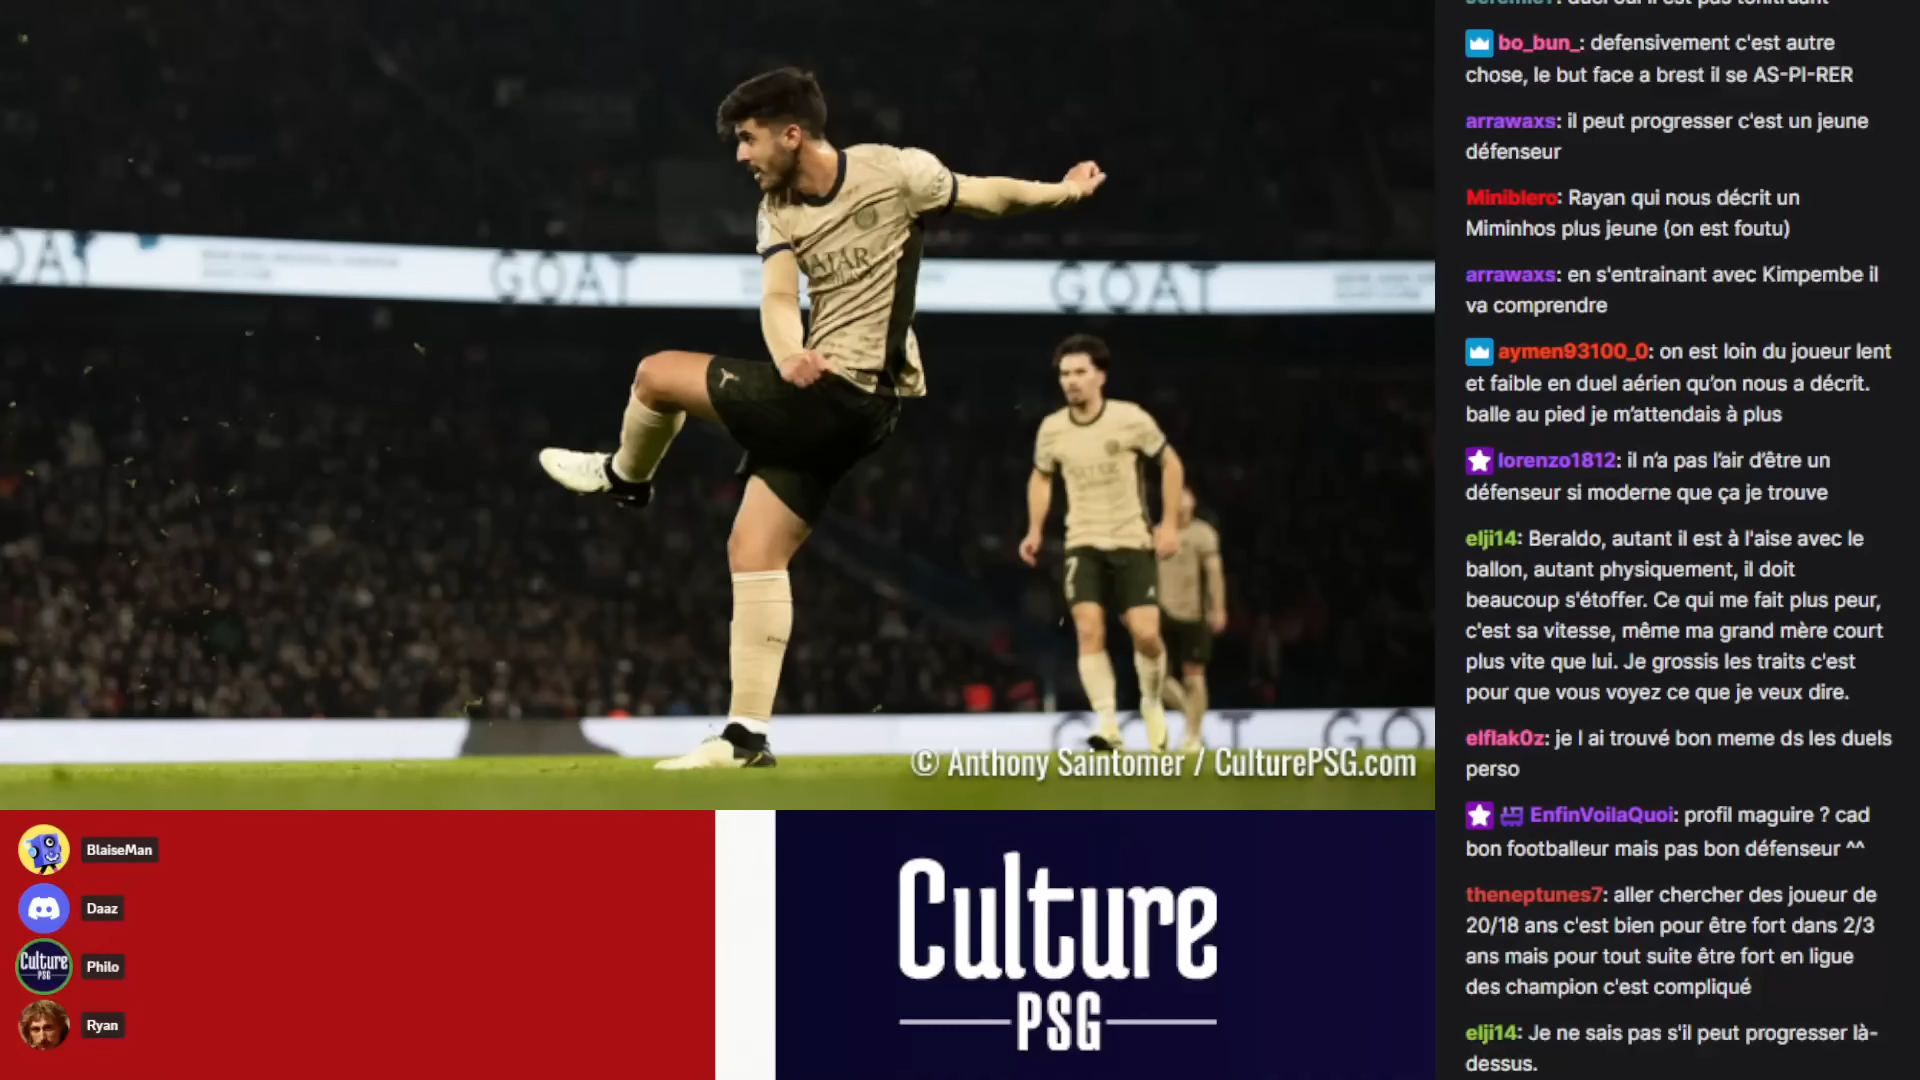 GOAT
GOAT
QATAR
7
© Anthony Saintomer / CulturePSG.com
BlaiseMan
Daaz
Culture
PSG
Philo
Ryan
Culture
PSG
bo_bun_: defensivement c'est autre
chose, le but face a brest il se AS-PI-RER
arrawaxs: il peut progresser c'est un jeune
défenseur
Miniblero: Rayan qui nous décrit un
Miminhos plus jeune (on est foutu)
arrawaxs: en s'entrainant avec Kimpembe il
va comprendre
aymen93100_0: on est loin du joueur lent
et faible en duel aérien qu’on nous a décrit.
balle au pied je m’attendais à plus
lorenzo1812: il n’a pas l’air d’être un
défenseur si moderne que ça je trouve
elji14: Beraldo, autant il est à l'aise avec le
ballon, autant physiquement, il doit
beaucoup s'étoffer. Ce qui me fait plus peur,
c'est sa vitesse, même ma grand mère court
plus vite que lui. Je grossis les traits c'est
pour que vous voyez ce que je veux dire.
elflak0z: je l ai trouvé bon meme ds les duels
perso
EnfinVoilaQuoi: profil maguire ? cad
bon footballeur mais pas bon défenseur ^^
theneptunes7: aller chercher des joueur de
20/18 ans c'est bien pour être fort dans 2/3
ans mais pour tout suite être fort en ligue
des champion c'est compliqué
elji14: Je ne sais pas s'il peut progresser là-
dessus.